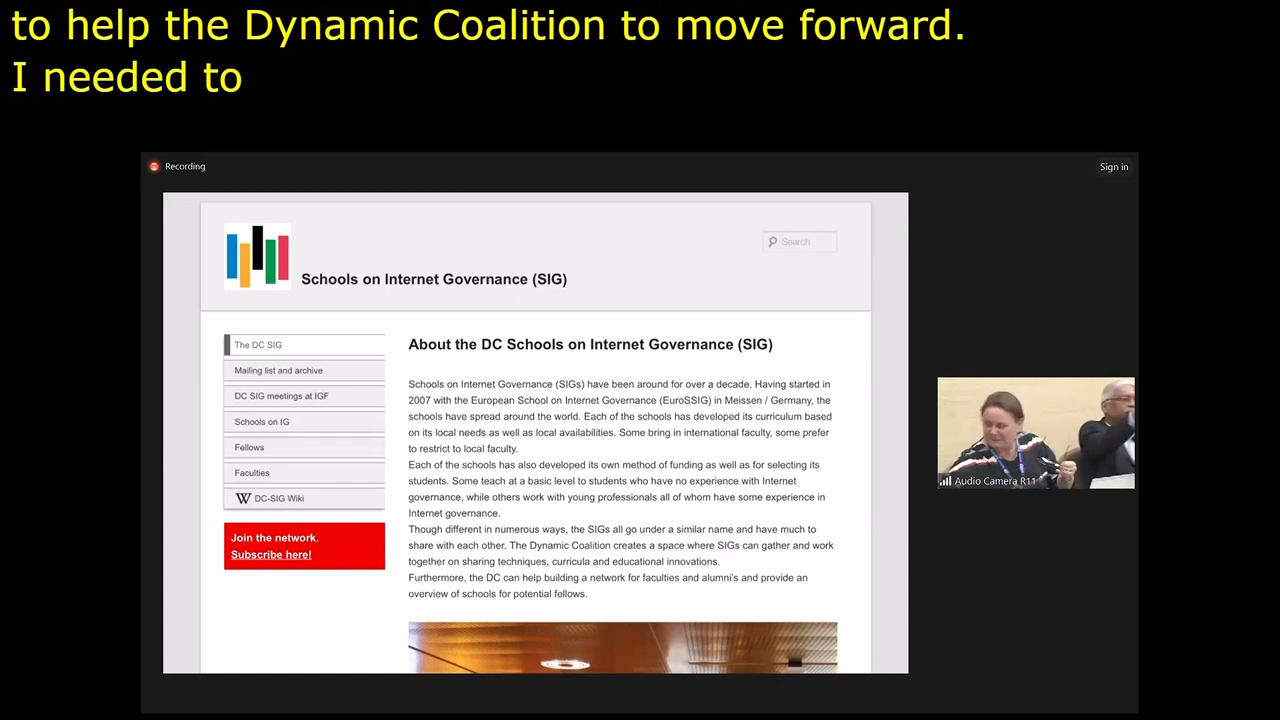 to help the Dynamic Coalition to move forward.
I needed to
Recording
Sign in
Search
Schools on Internet Governance (SIG)
The DC SIG
Mailing list and archive
DC SIG meetings at IGF
Schools on IG
Fellows
Faculties
DC-SIG Wiki
Join the network.
Subscribe here!
About the DC Schools on Internet Governance (SIG)
Schools on Internet Governance (SIGs) have been around for over a decade. Having started in
2007 with the European School on Internet Governance (EuroSSIG) in Meissen / Germany, the
schools have spread around the world. Each of the schools has developed its curriculum based
on its local needs as well as local availabilities. Some bring in international faculty, some prefer
to restrict to local faculty.
Each of the schools has also developed its own method of funding as well as for selecting its
students. Some teach at a basic level to students who have no experience with Internet
governance, while others work with young professionals all of whom have some experience in
Internet governance.
Though different in numerous ways, the SIGs all go under a similar name and have much to
share with each other. The Dynamic Coalition creates a space where SIGs can gather and work
together on sharing techniques, curricula and educational innovations.
Furthermore, the DC can help building a network for faculties and alumni's and provide an
overview of schools for potential fellows.
Audio Camera R11